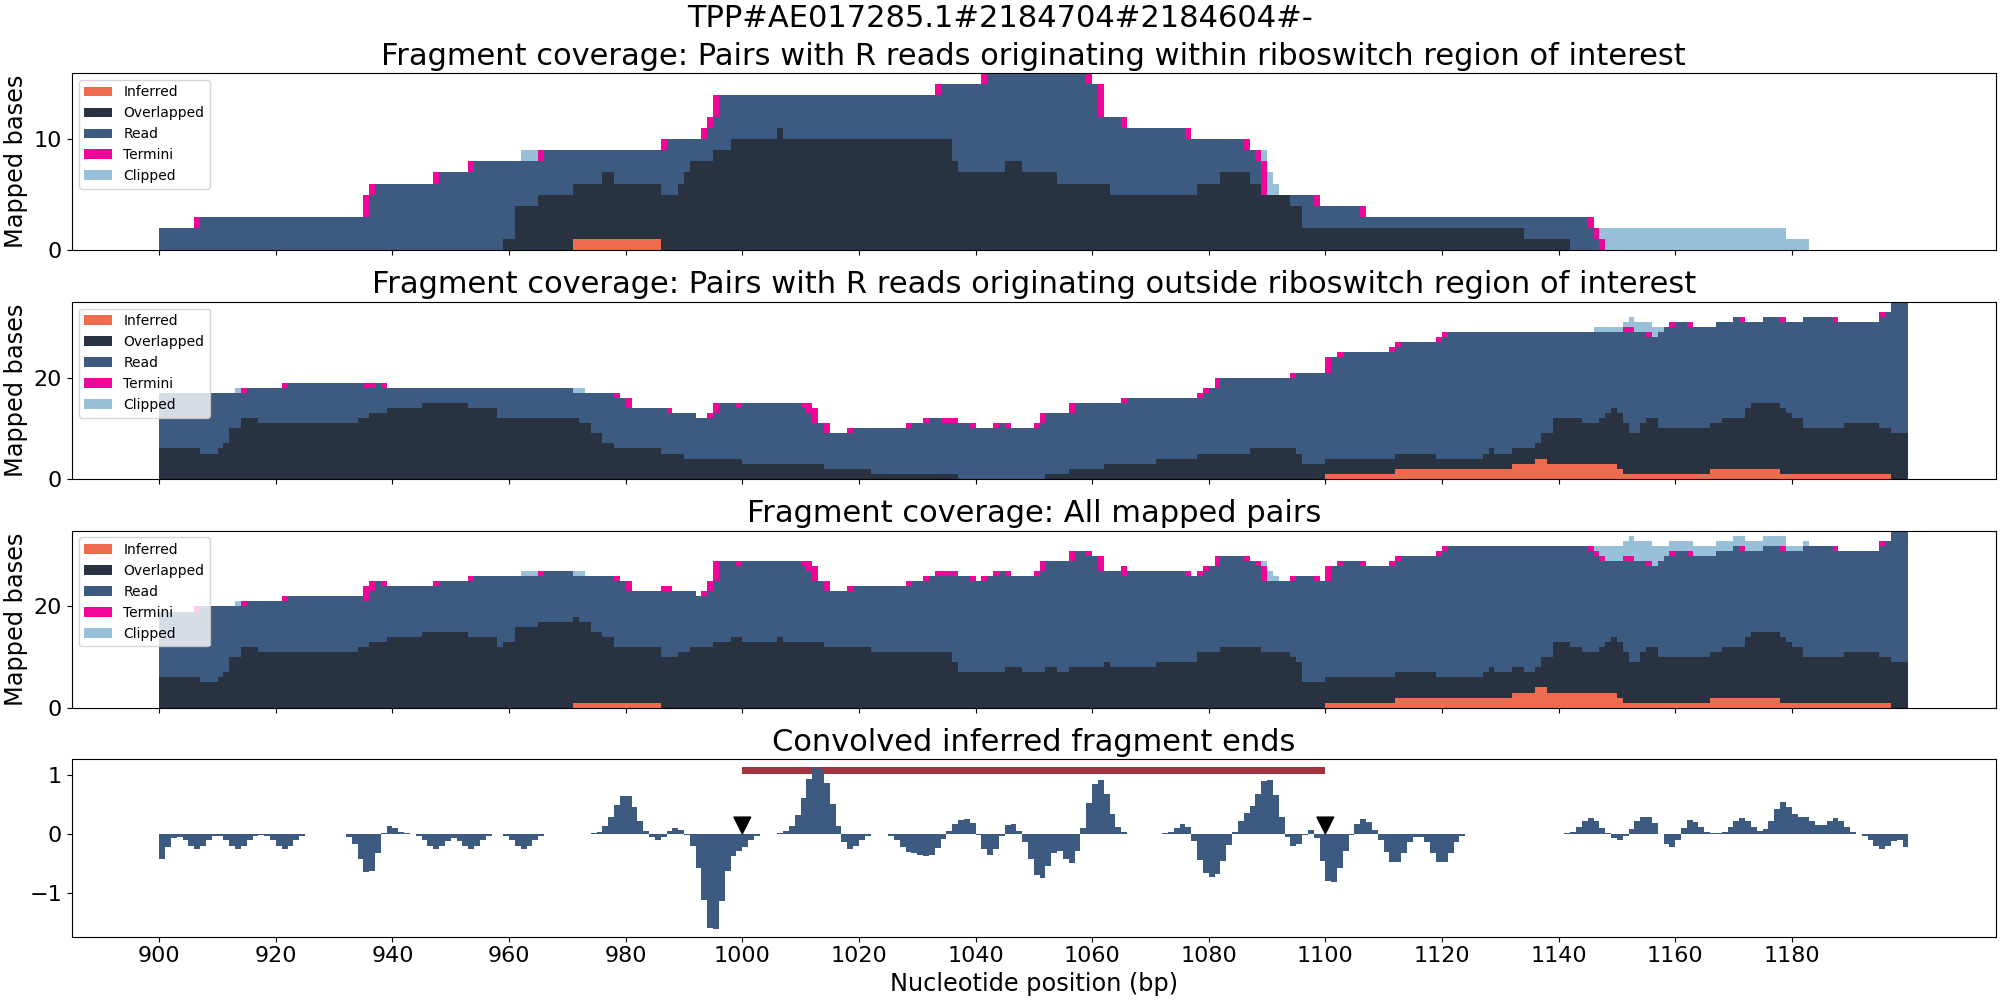 TPP#AE017285.1#2184704#2184604#-
Fragment coverage: Pairs with R reads originating within riboswitch region of interest
Mapped bases
10
0
Inferred
Overlapped
Read
Termini
Clipped
Fragment coverage: Pairs with R reads originating outside riboswitch region of interest
Mapped bases
20
0
Inferred
Overlapped
Read
Termini
Clipped
Fragment coverage: All mapped pairs
Mapped bases
20
0
Inferred
Overlapped
Read
Termini
Clipped
Convolved inferred fragment ends
1
0
−1
900 920 940 960 980 1000 1020 1040 1060 1080 1100 1120 1140 1160 1180
Nucleotide position (bp)